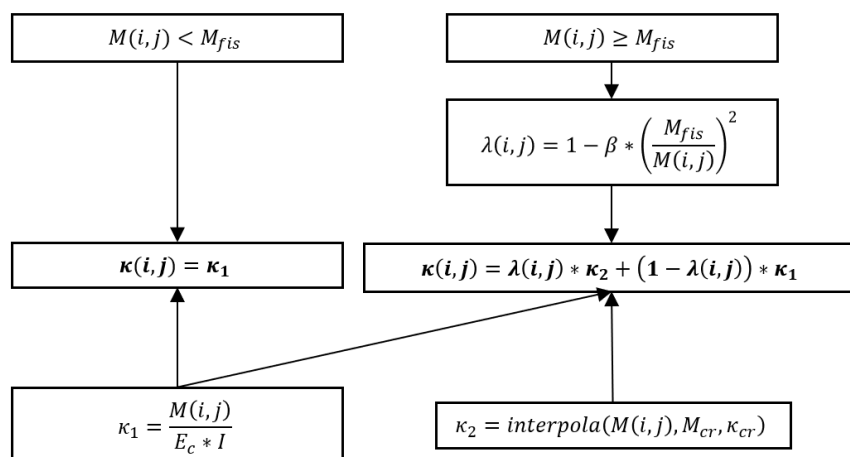 M(i,j) < M_fis
M(i,j) ≥ M_fis
λ(i,j) = 1 − β * (M_fis / M(i,j))^2
κ(i,j) = κ_1
κ(i,j) = λ(i,j) * κ_2 + (1 − λ(i,j)) * κ_1
κ_1 = M(i,j) / (E_c * I)
κ_2 = interpola(M(i,j), M_cr, κ_cr)